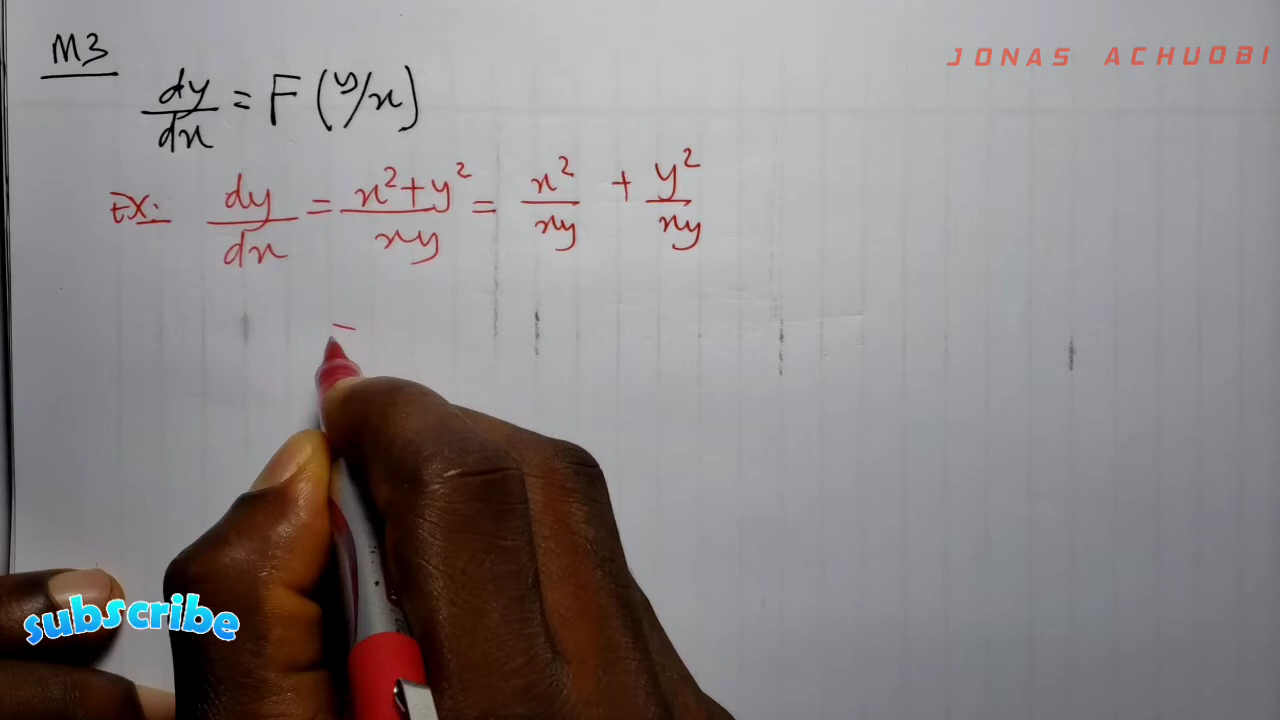 M3
JONAS ACHUOBI
dy/dx = F(y/x)
Ex: dy/dx = x²+y²/xy = x²/xy + y²/xy
=
subscribe